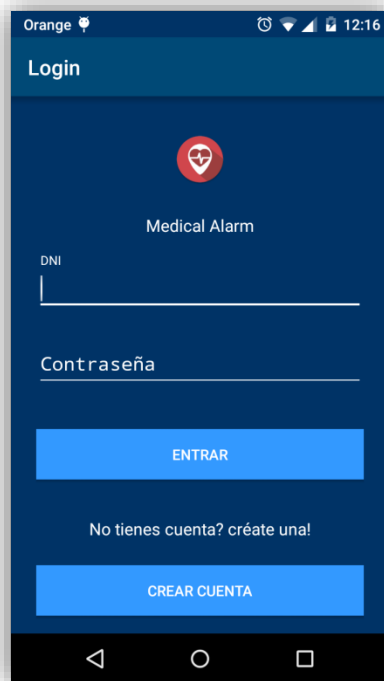 Orange 12:16
Login
Medical Alarm
DNI
Contraseña
ENTRAR
No tienes cuenta? créate una!
CREAR CUENTA